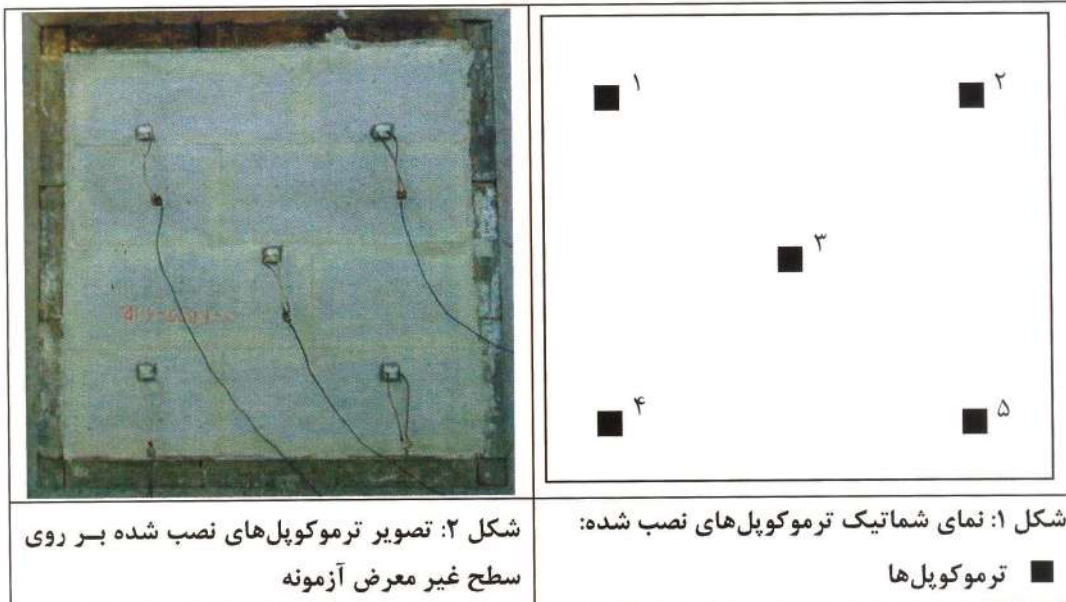 ۱
۲
۳
۴
۵
شکل ۱: نمای شماتیک ترموکوپل‌های نصب شده:
■ ترموکوپل‌ها
شکل ۲: تصویر ترموکوپل‌های نصب شده بـر روی
سطح غیر معرض آزمونه